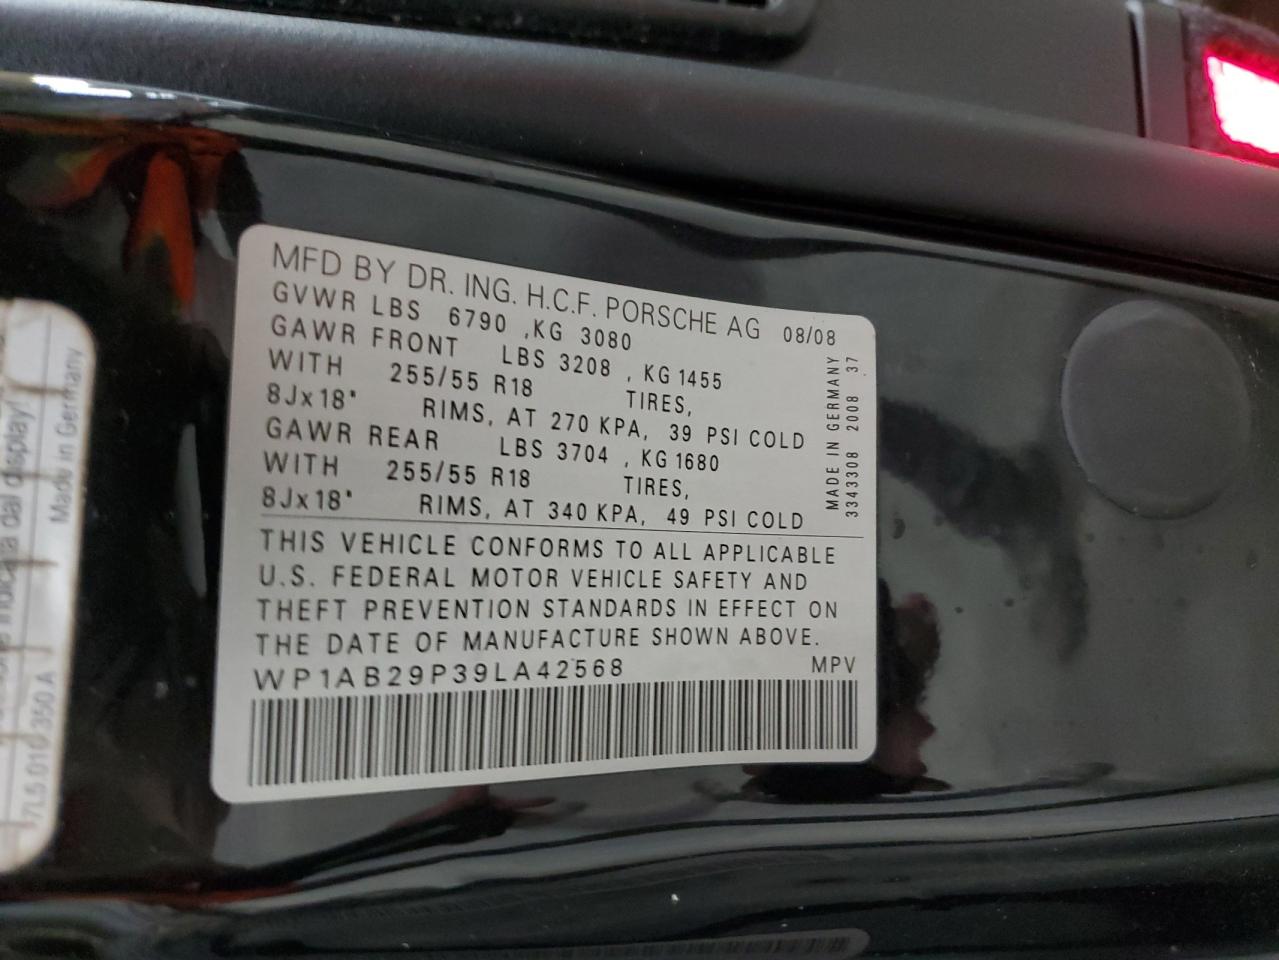 MFD BY DR. ING. H.C.F. PORSCHE AG 08/08
GVWR LBS 6790 ,KG 3080
GAWR FRONT LBS 3208 , KG 1455
WITH 255/55 R18 TIRES,
8Jx18" RIMS, AT 270 KPA, 39 PSI COLD
GAWR REAR LBS 3704 , KG 1680
WITH 255/55 R18 TIRES,
8Jx18" RIMS, AT 340 KPA, 49 PSI COLD
MADE IN GERMANY
3343308 2008 37
THIS VEHICLE CONFORMS TO ALL APPLICABLE
U.S. FEDERAL MOTOR VEHICLE SAFETY AND
THEFT PREVENTION STANDARDS IN EFFECT ON
THE DATE OF MANUFACTURE SHOWN ABOVE.
WP1AB29P39LA42568 MPV
indicata dal display!
Made in Germany
7L5 010 350 A